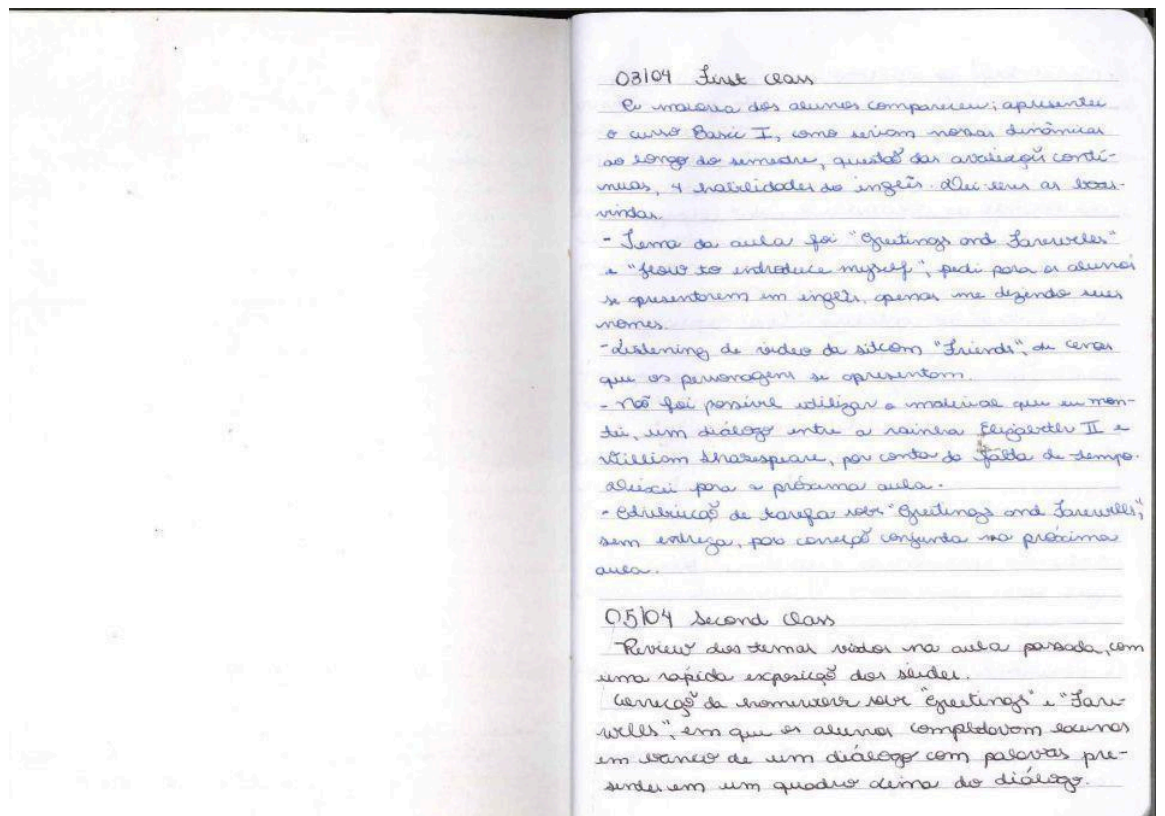 03/04 First class
A maioria dos alunos compareceu; apresentei
o curso Basic I, como seriam nossas dinâmicas
ao longo do semestre, questão das avaliações contí-
nuas, 4 habilidades do inglês. Dei-lhes as boas-
vindas.
- Tema da aula foi "Greetings and Farewells"
e "How to introduce myself", pedi para os alunos
se apresentarem em inglês, apenas me dizendo seus
nomes.
- Listening de vídeo da sitcom "Friends", de cenas
que os personagens se apresentam.
- Não foi possível utilizar o material que eu mon-
tei, um diálogo entre a rainha Elizabeth II e
William Shakespeare, por conta da falta de tempo.
Deixei para a próxima aula.
- Atribuição de tarefa sobr "Greetings and Farewells",
sem entrega, para correção conjunta na próxima
aula.
05/04 Second Class
Review dos temas vistos na aula passada, com
uma rápida exposição dos slides.
Correção da homework sobr "Greetings" e "Fare-
wells", em que os alunos completavam lacunas
em branco de um diálogo com palavras pre-
sentes em um quadro acima do diálogo.